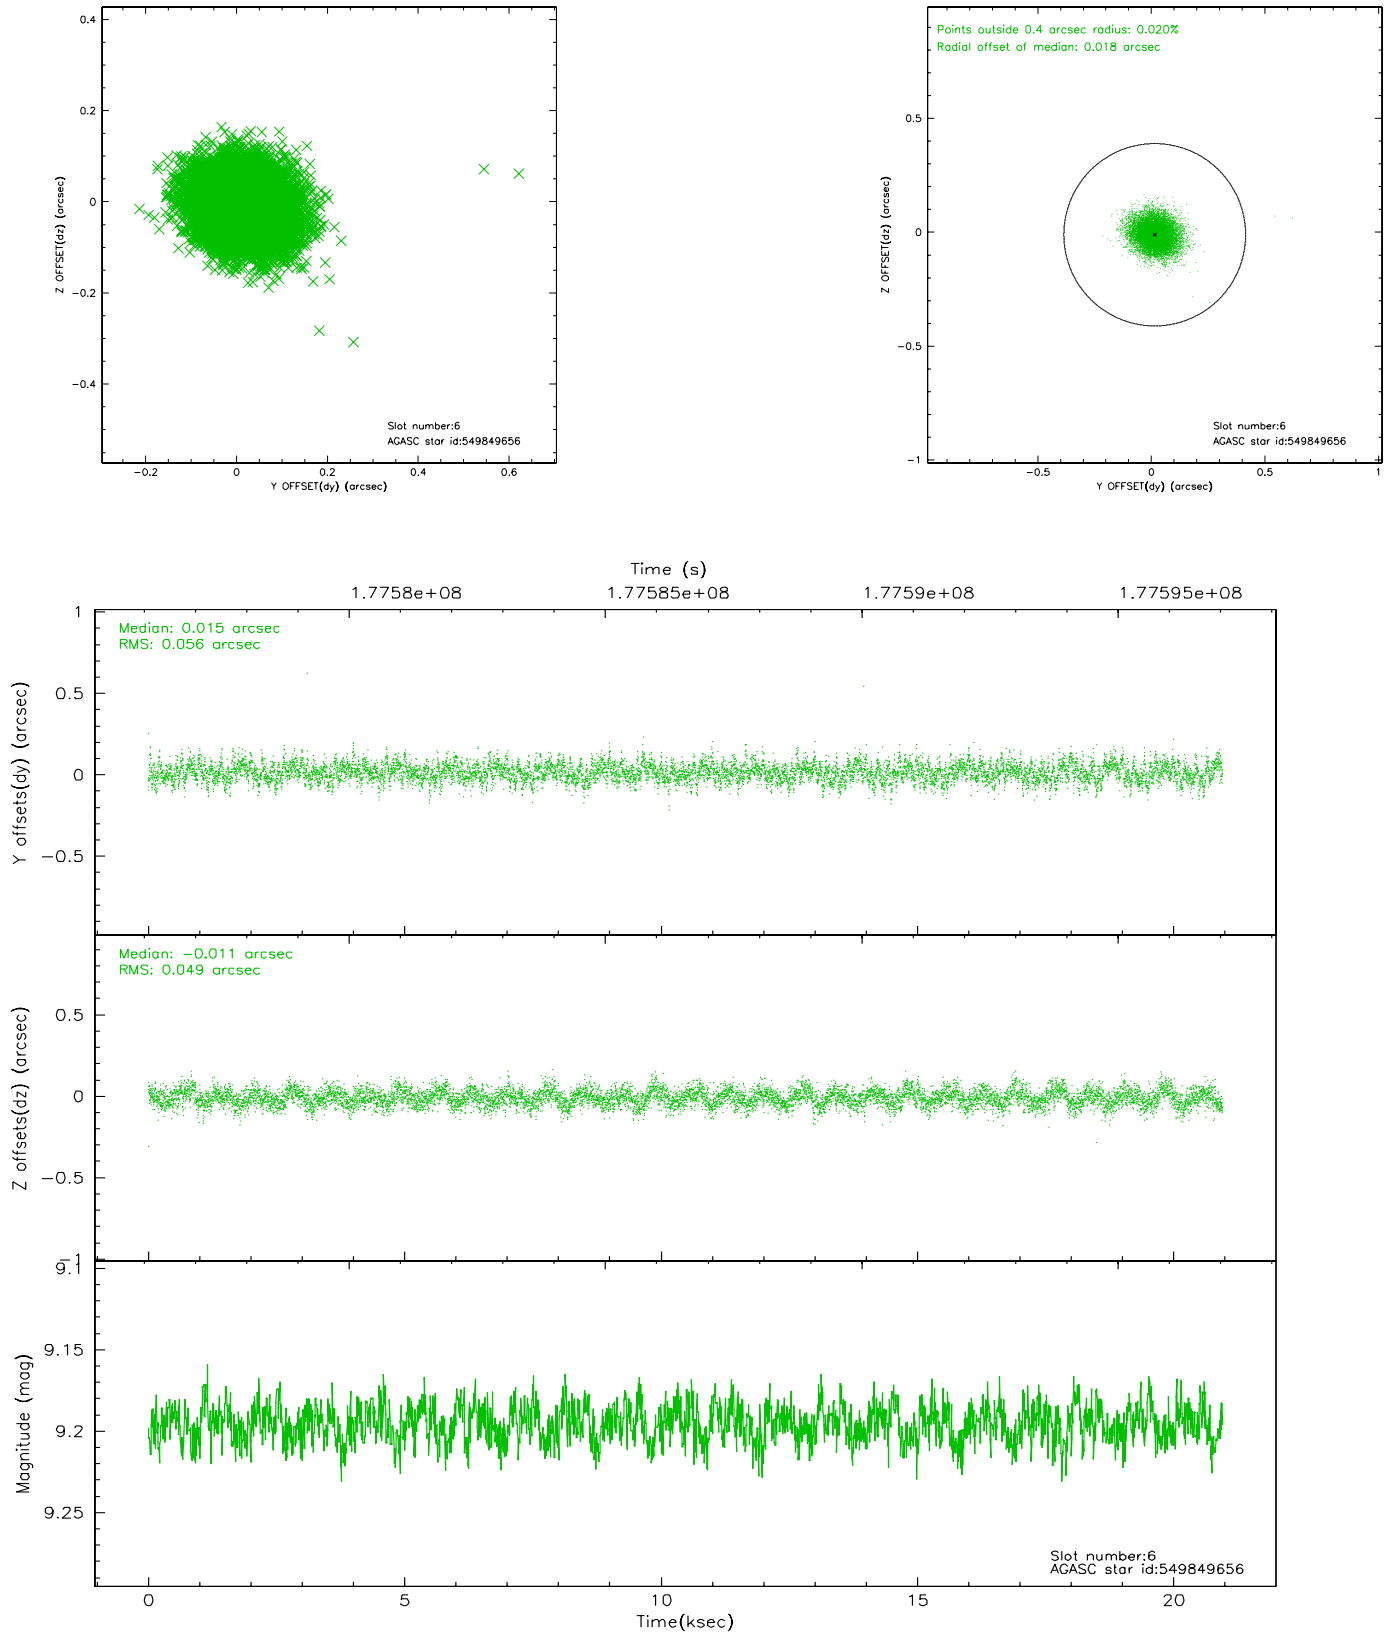 0.4
0.2
0
−0.2
−0.4
Z OFFSET(dz) (arcsec)
Slot number:6
AGASC star id:549849656
−0.2 0 0.2 0.4 0.6
Y OFFSET(dy) (arcsec)
Points outside 0.4 arcsec radius: 0.020%
Radial offset of median: 0.018 arcsec
0.5
0
−0.5
−1
Z OFFSET(dz) (arcsec)
Slot number:6
AGASC star id:549849656
−0.5 0 0.5 1
Y OFFSET(dy) (arcsec)
Time (s)
1.7758e+08 1.77585e+08 1.7759e+08 1.77595e+08
Median: 0.015 arcsec
RMS: 0.056 arcsec
1
0.5
0
−0.5
Y offsets(dy) (arcsec)
Median: −0.011 arcsec
RMS: 0.049 arcsec
0.5
0
−0.5
−1
Z offsets(dz) (arcsec)
9.1
9.15
9.2
9.25
Magnitude (mag)
Slot number:6
AGASC star id:549849656
0 5 10 15 20
Time(ksec)